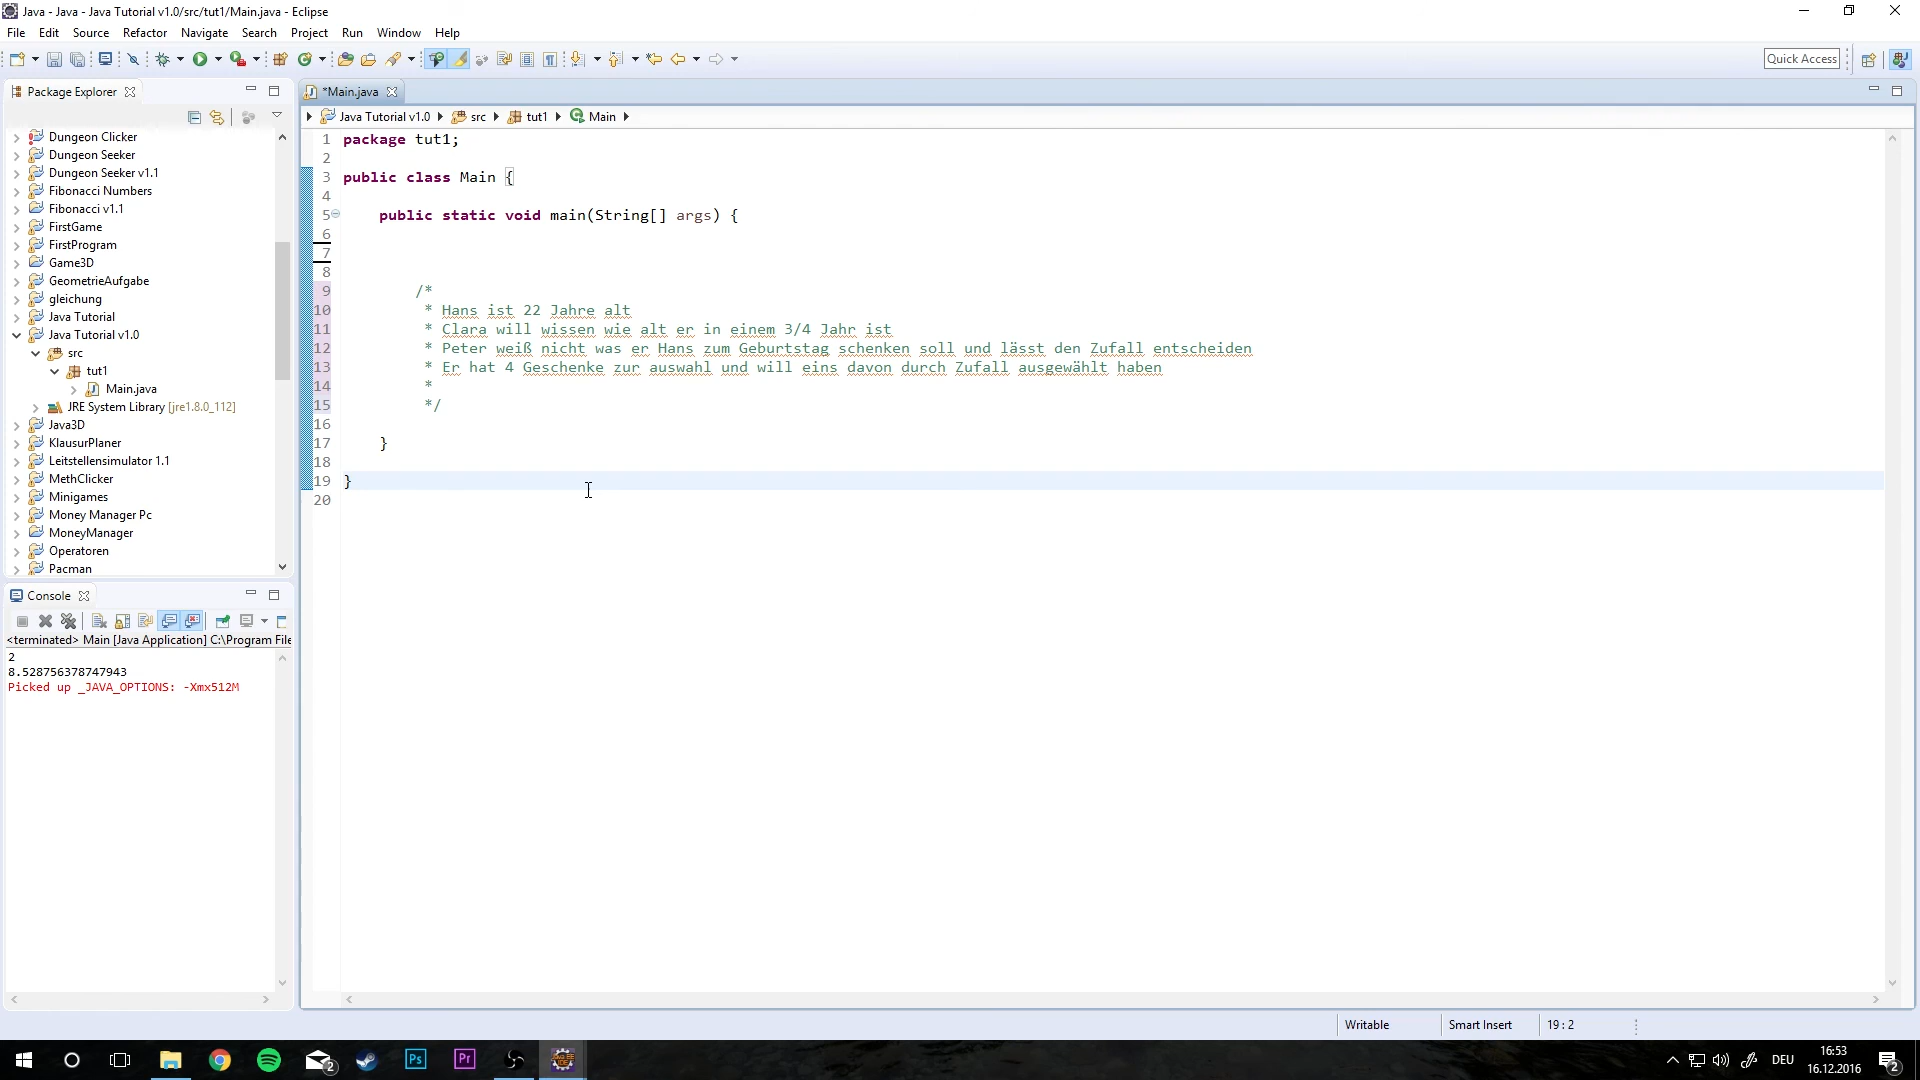 Java - Java - Java Tutorial v1.0/src/tut1/Main.java - Eclipse
File Edit Source Refactor Navigate Search Project Run Window Help
Quick Access
Package Explorer
Dungeon Clicker
Dungeon Seeker
Dungeon Seeker v1.1
Fibonacci Numbers
Fibonacci v1.1
FirstGame
FirstProgram
Game3D
GeometrieAufgabe
gleichung
Java Tutorial
Java Tutorial v1.0
src
tut1
Main.java
JRE System Library [jre1.8.0_112]
Java3D
KlausurPlaner
Leitstellensimulator 1.1
MethClicker
Minigames
Money Manager Pc
MoneyManager
Operatoren
Pacman
*Main.java
Java Tutorial v1.0 src tut1 Main
1 package tut1;
2
3 public class Main {
4
5 public static void main(String[] args) {
6
7
8
9 /*
10 * Hans ist 22 Jahre alt
11 * Clara will wissen wie alt er in einem 3/4 Jahr ist
12 * Peter weiß nicht was er Hans zum Geburtstag schenken soll und lässt den Zufall entscheiden
13 * Er hat 4 Geschenke zur auswahl und will eins davon durch Zufall ausgewählt haben
14 *
15 */
16
17 }
18
19 }
20
Console
<terminated> Main [Java Application] C:\Program File
2
8.528756378747943
Picked up _JAVA_OPTIONS: -Xmx512M
Writable Smart Insert 19 : 2
2 Ps Pr DEU 16:53 2
16.12.2016